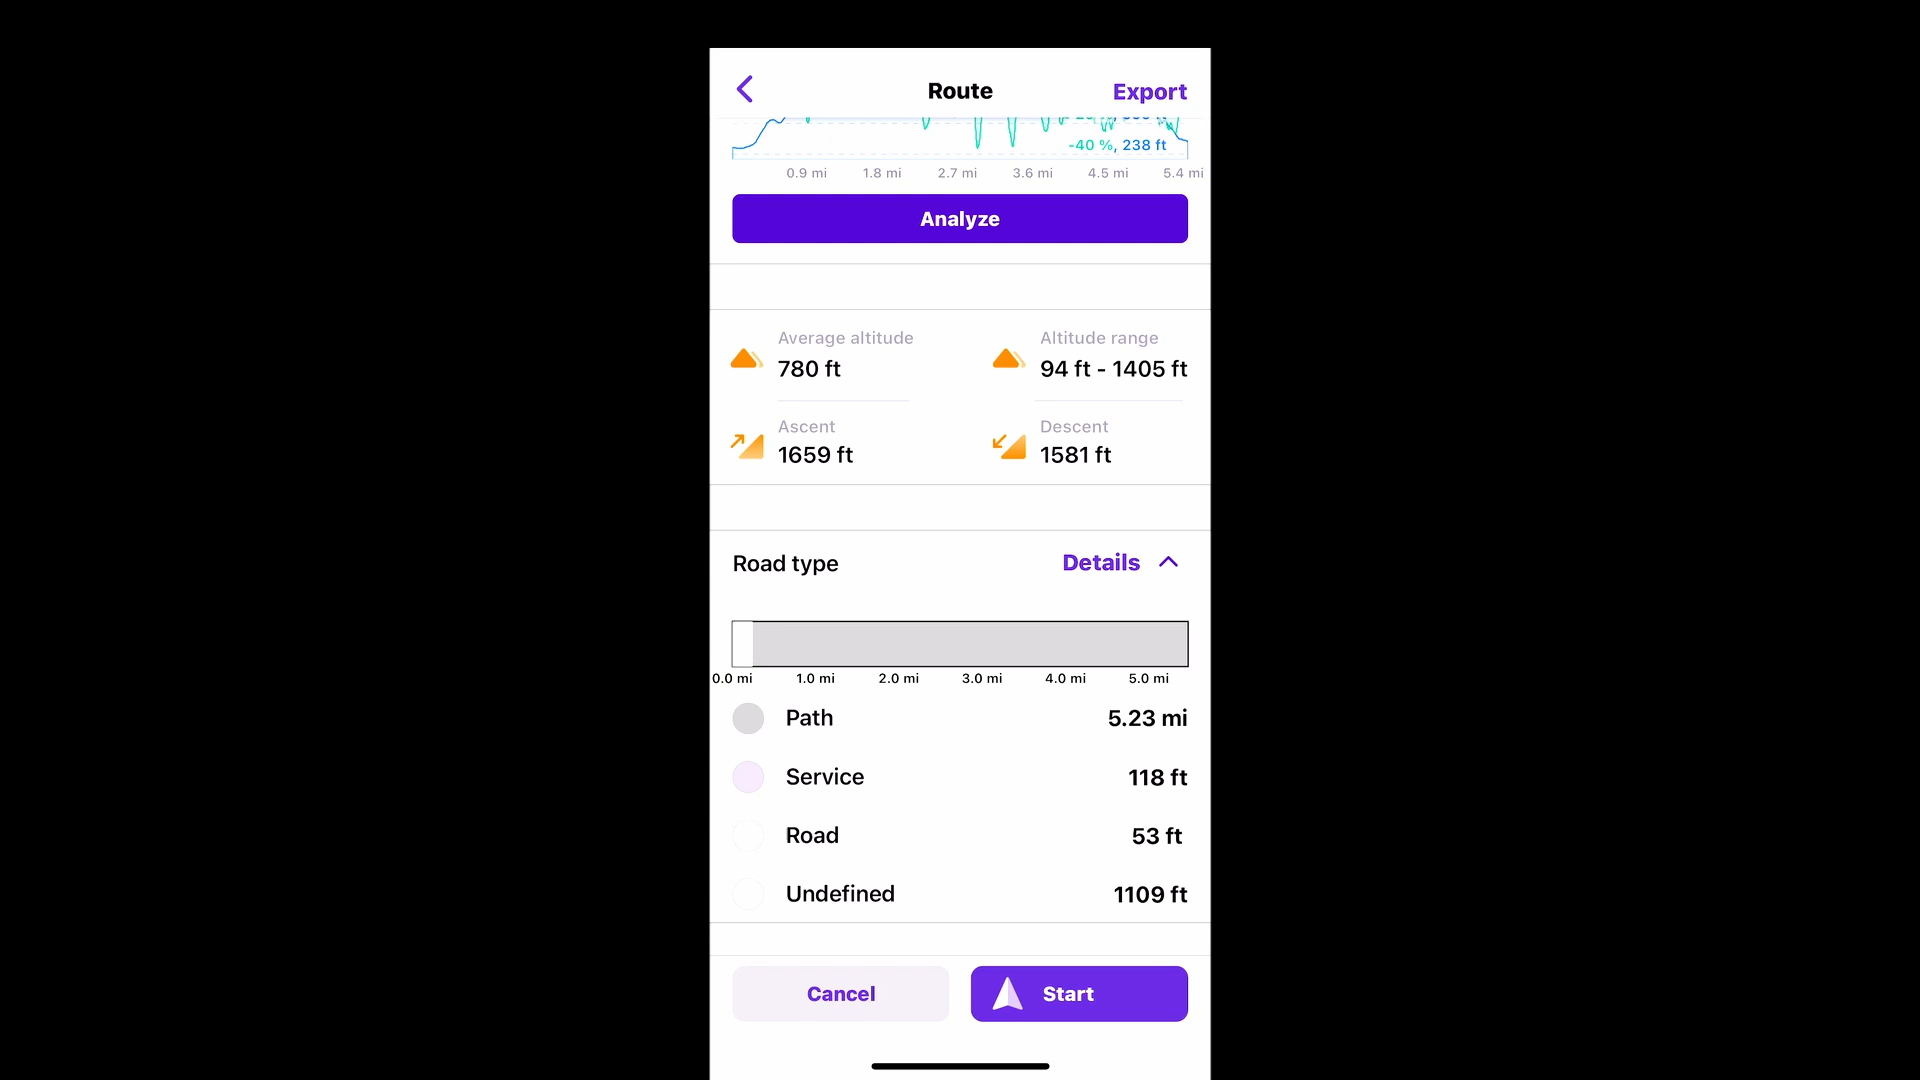 Route
Export
-40 %, 238 ft
0.9 mi 1.8 mi 2.7 mi 3.6 mi 4.5 mi 5.4 mi
Analyze
Average altitude
780 ft
Altitude range
94 ft - 1405 ft
Ascent
1659 ft
Descent
1581 ft
Road type
Details
0.0 mi 1.0 mi 2.0 mi 3.0 mi 4.0 mi 5.0 mi
Path 5.23 mi
Service 118 ft
Road 53 ft
Undefined 1109 ft
Cancel
Start